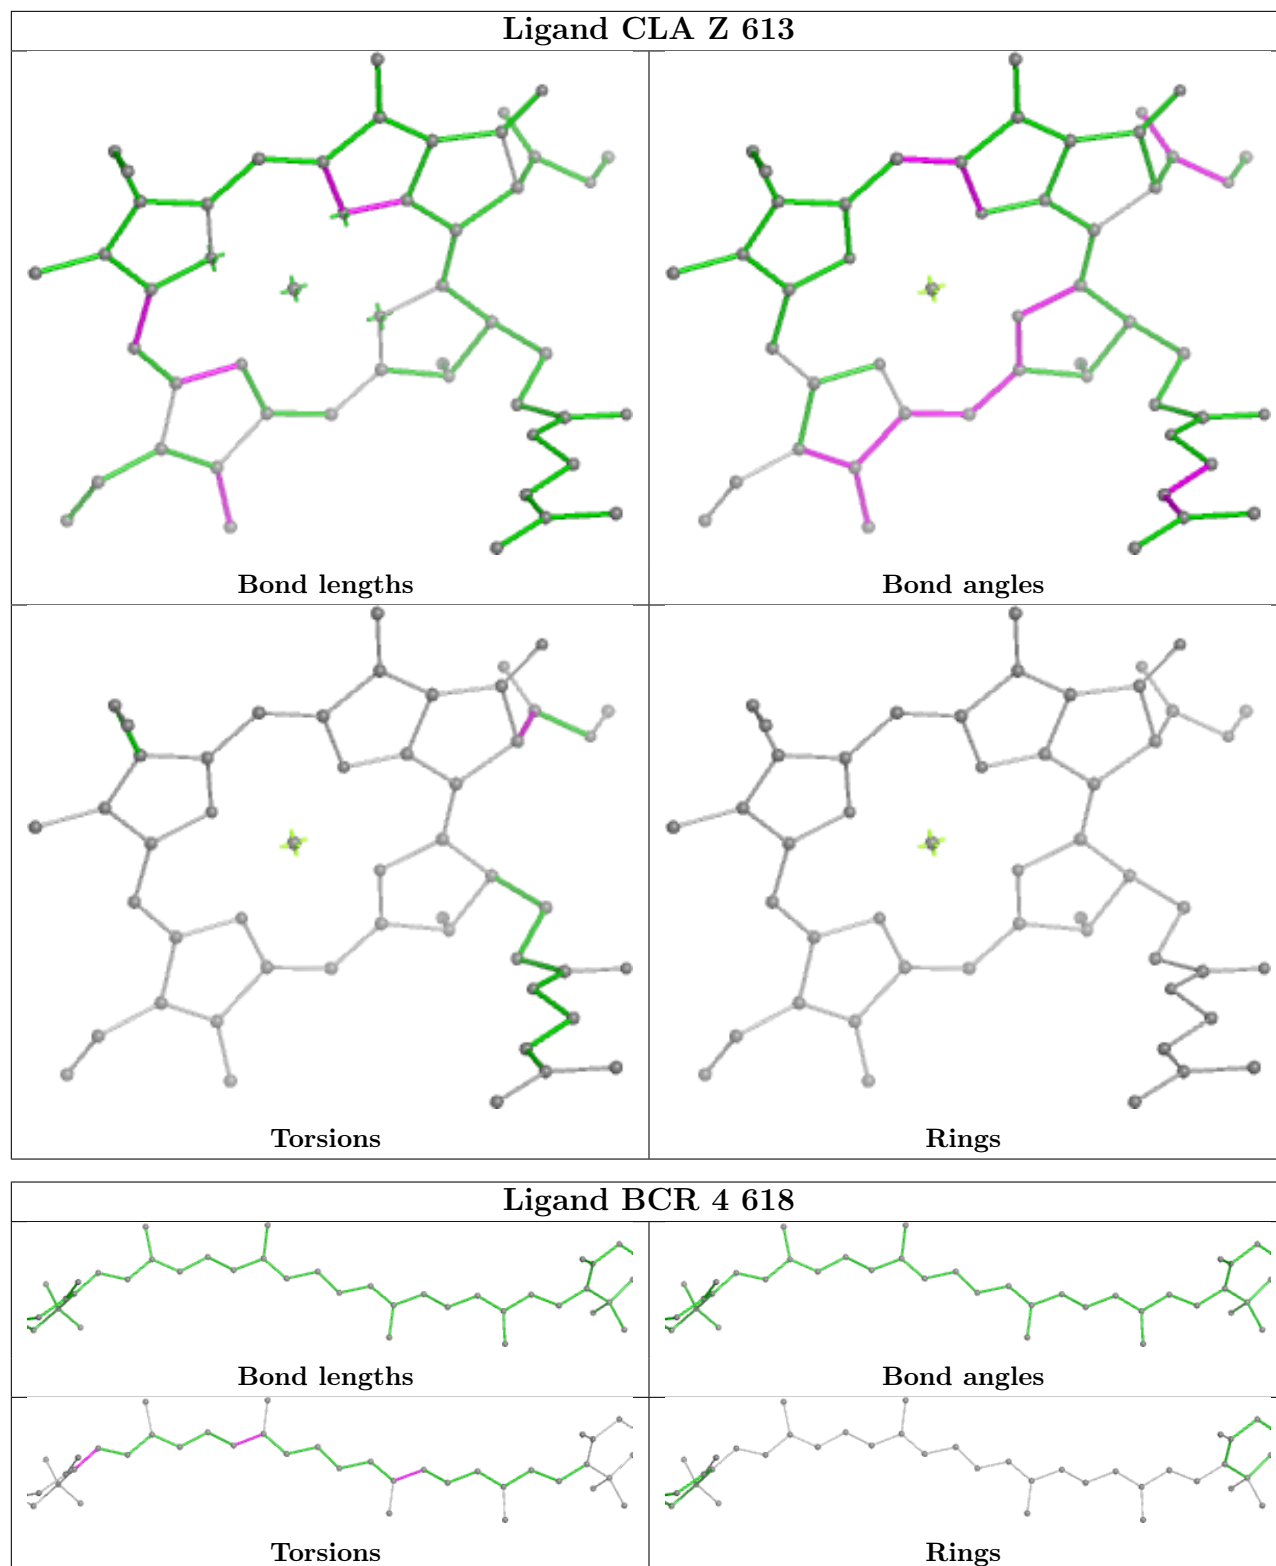 Ligand CLA Z 613
Bond lengths
Bond angles
Torsions
Rings
Ligand BCR 4 618
Bond lengths
Bond angles
Torsions
Rings